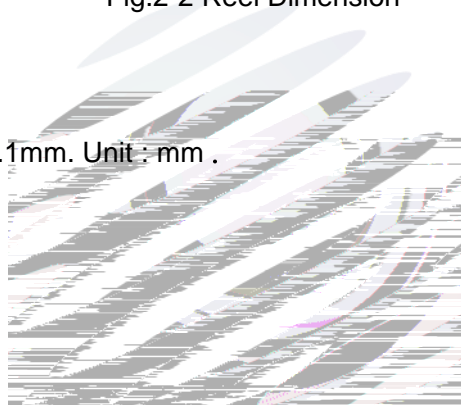 Fig.2-2 Reel Dimension
.1mm. Unit : mm .